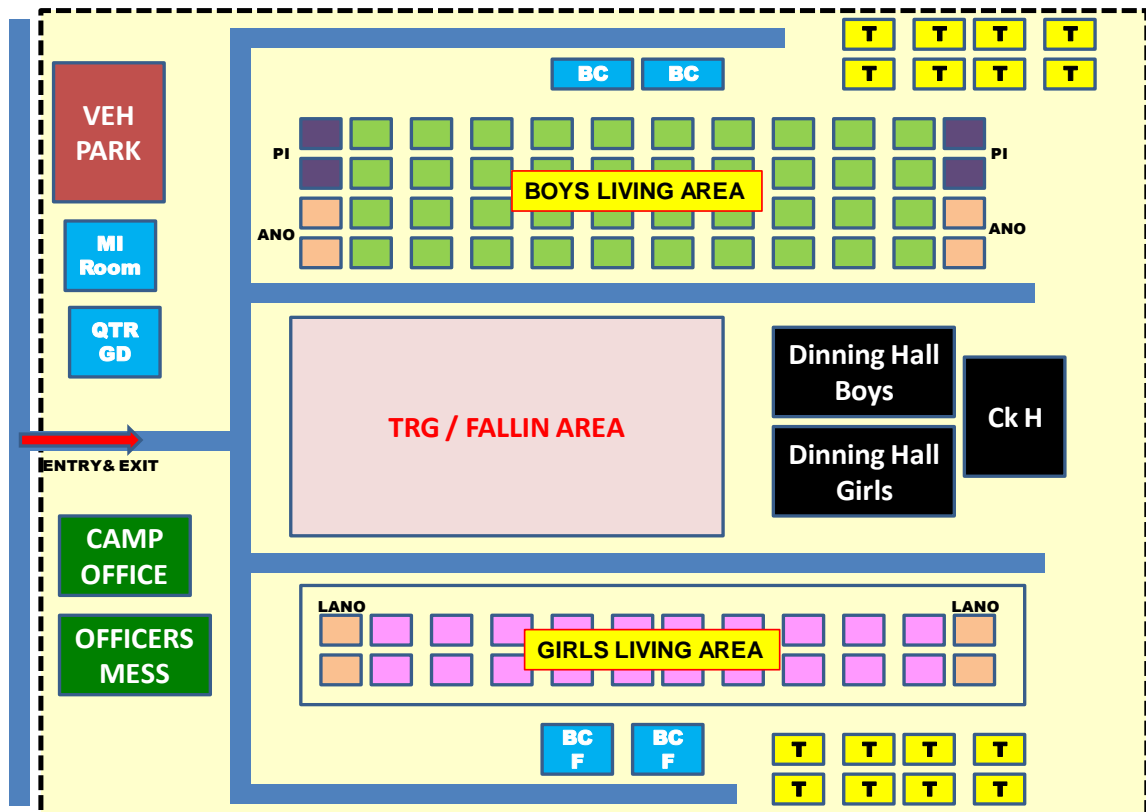 T T T T
BC BC
T T T T
VEH
PARK
PI
PI
BOYS LIVING AREA
MI
Room
ANO
ANO
QTR
GD
Dinning Hall
Boys
Ck H
TRG / FALLIN AREA
Dinning Hall
Girls
ENTRY& EXIT
CAMP
OFFICE
LANO
LANO
OFFICERS
MESS
GIRLS LIVING AREA
BC
F
BC
F
T T T T
T T T T